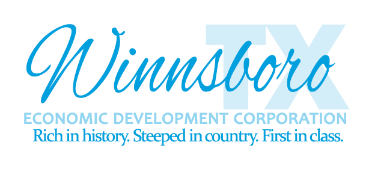 Winnsboro TX
ECONOMIC DEVELOPMENT CORPORATION
Rich in history. Steeped in country. First in class.